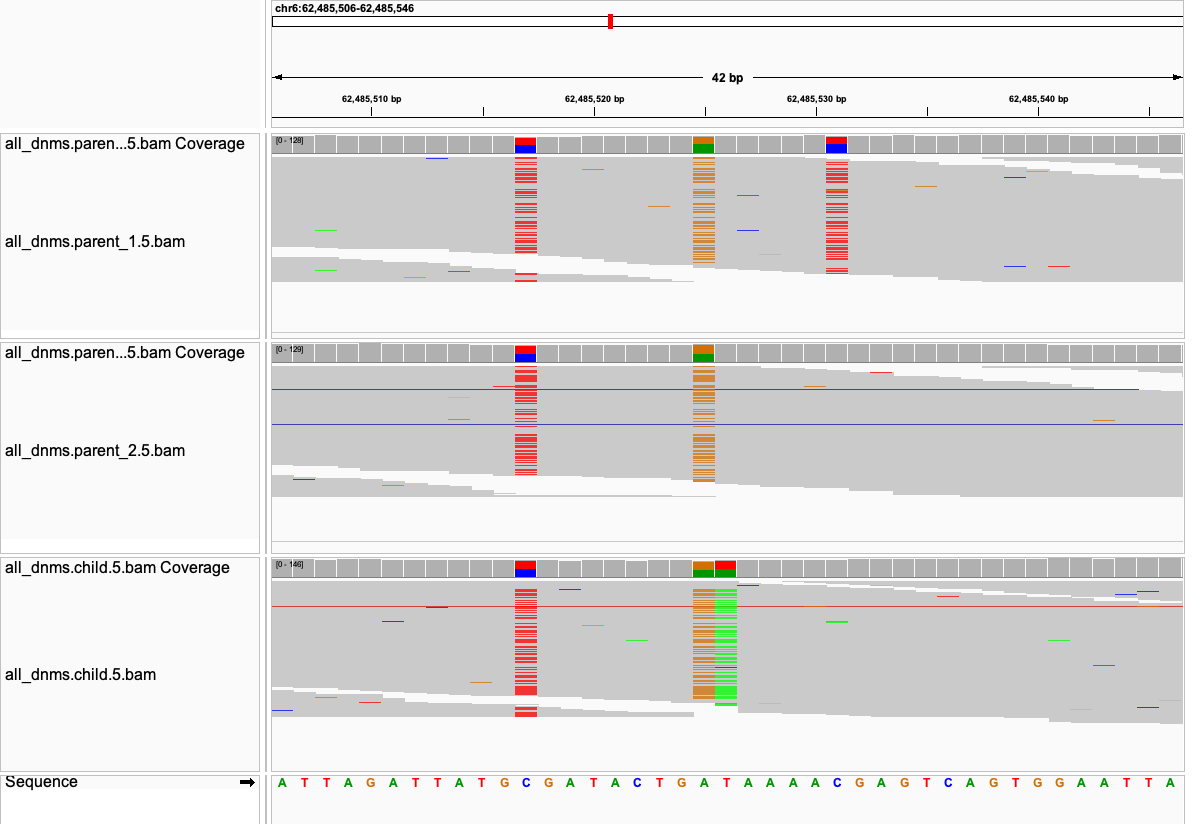 chr6:62,485,506-62,485,546
42 bp
62,485,510 bp 62,485,520 bp 62,485,530 bp 62,485,540 bp
all_dnms.paren...5.bam Coverage
[0 - 128]
all_dnms.parent_1.5.bam
all_dnms.paren...5.bam Coverage
[0 - 129]
all_dnms.parent_2.5.bam
all_dnms.child.5.bam Coverage
[0 - 146]
all_dnms.child.5.bam
Sequence
A T T A G A T T A T G C G A T A C T G A T A A A A C G A G T C A G T G G A A T T A